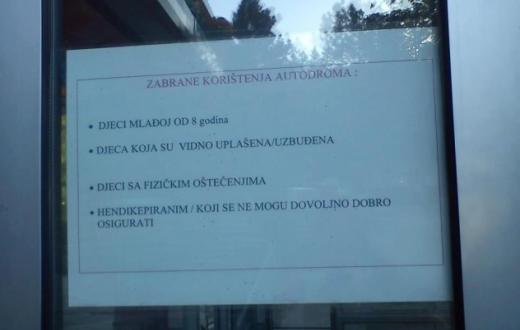 ZABRANE KORIŠTENJA AUTODROMA :
• DJECI MLAĐOJ OD 8 godina
• DJECA KOJA SU VIDNO UPLAŠENA/UZBUĐENA
• DJECI SA FIZIČKIM OŠTEĆENJIMA
• HENDIKEPIRANIM / KOJI SE NE MOGU DOVOLJNO DOBRO
OSIGURATI